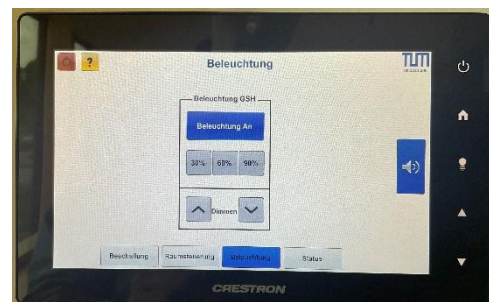 ?
Beleuchtung
TUM
Beleuchtung GSH
Beleuchtung An
30% 60% 90%
Dimmen
Beschallung Raumsteuerung Beleuchtung Status
CRESTRON